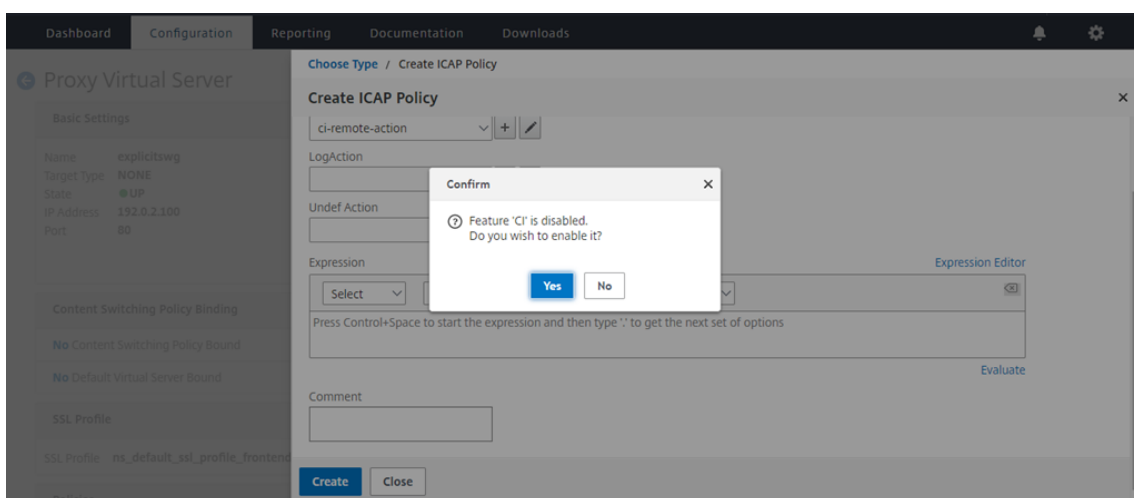 Dashboard Configuration Reporting Documentation Downloads
Proxy Virtual Server
Basic Settings
Name explicitswg
Target Type NONE
State UP
IP Address 192.0.2.100
Port 80
Content Switching Policy Binding
No Content Switching Policy Bound
No Default Virtual Server Bound
SSL Profile
SSL Profile ns_default_ssl_profile_frontend
Choose Type / Create ICAP Policy
Create ICAP Policy
ci-remote-action
LogAction
Undef Action
Expression Expression Editor
Select
Press Control+Space to start the expression and then type '.' to get the next set of options
Evaluate
Comment
Create Close
Confirm
Feature 'CI' is disabled.
Do you wish to enable it?
Yes No